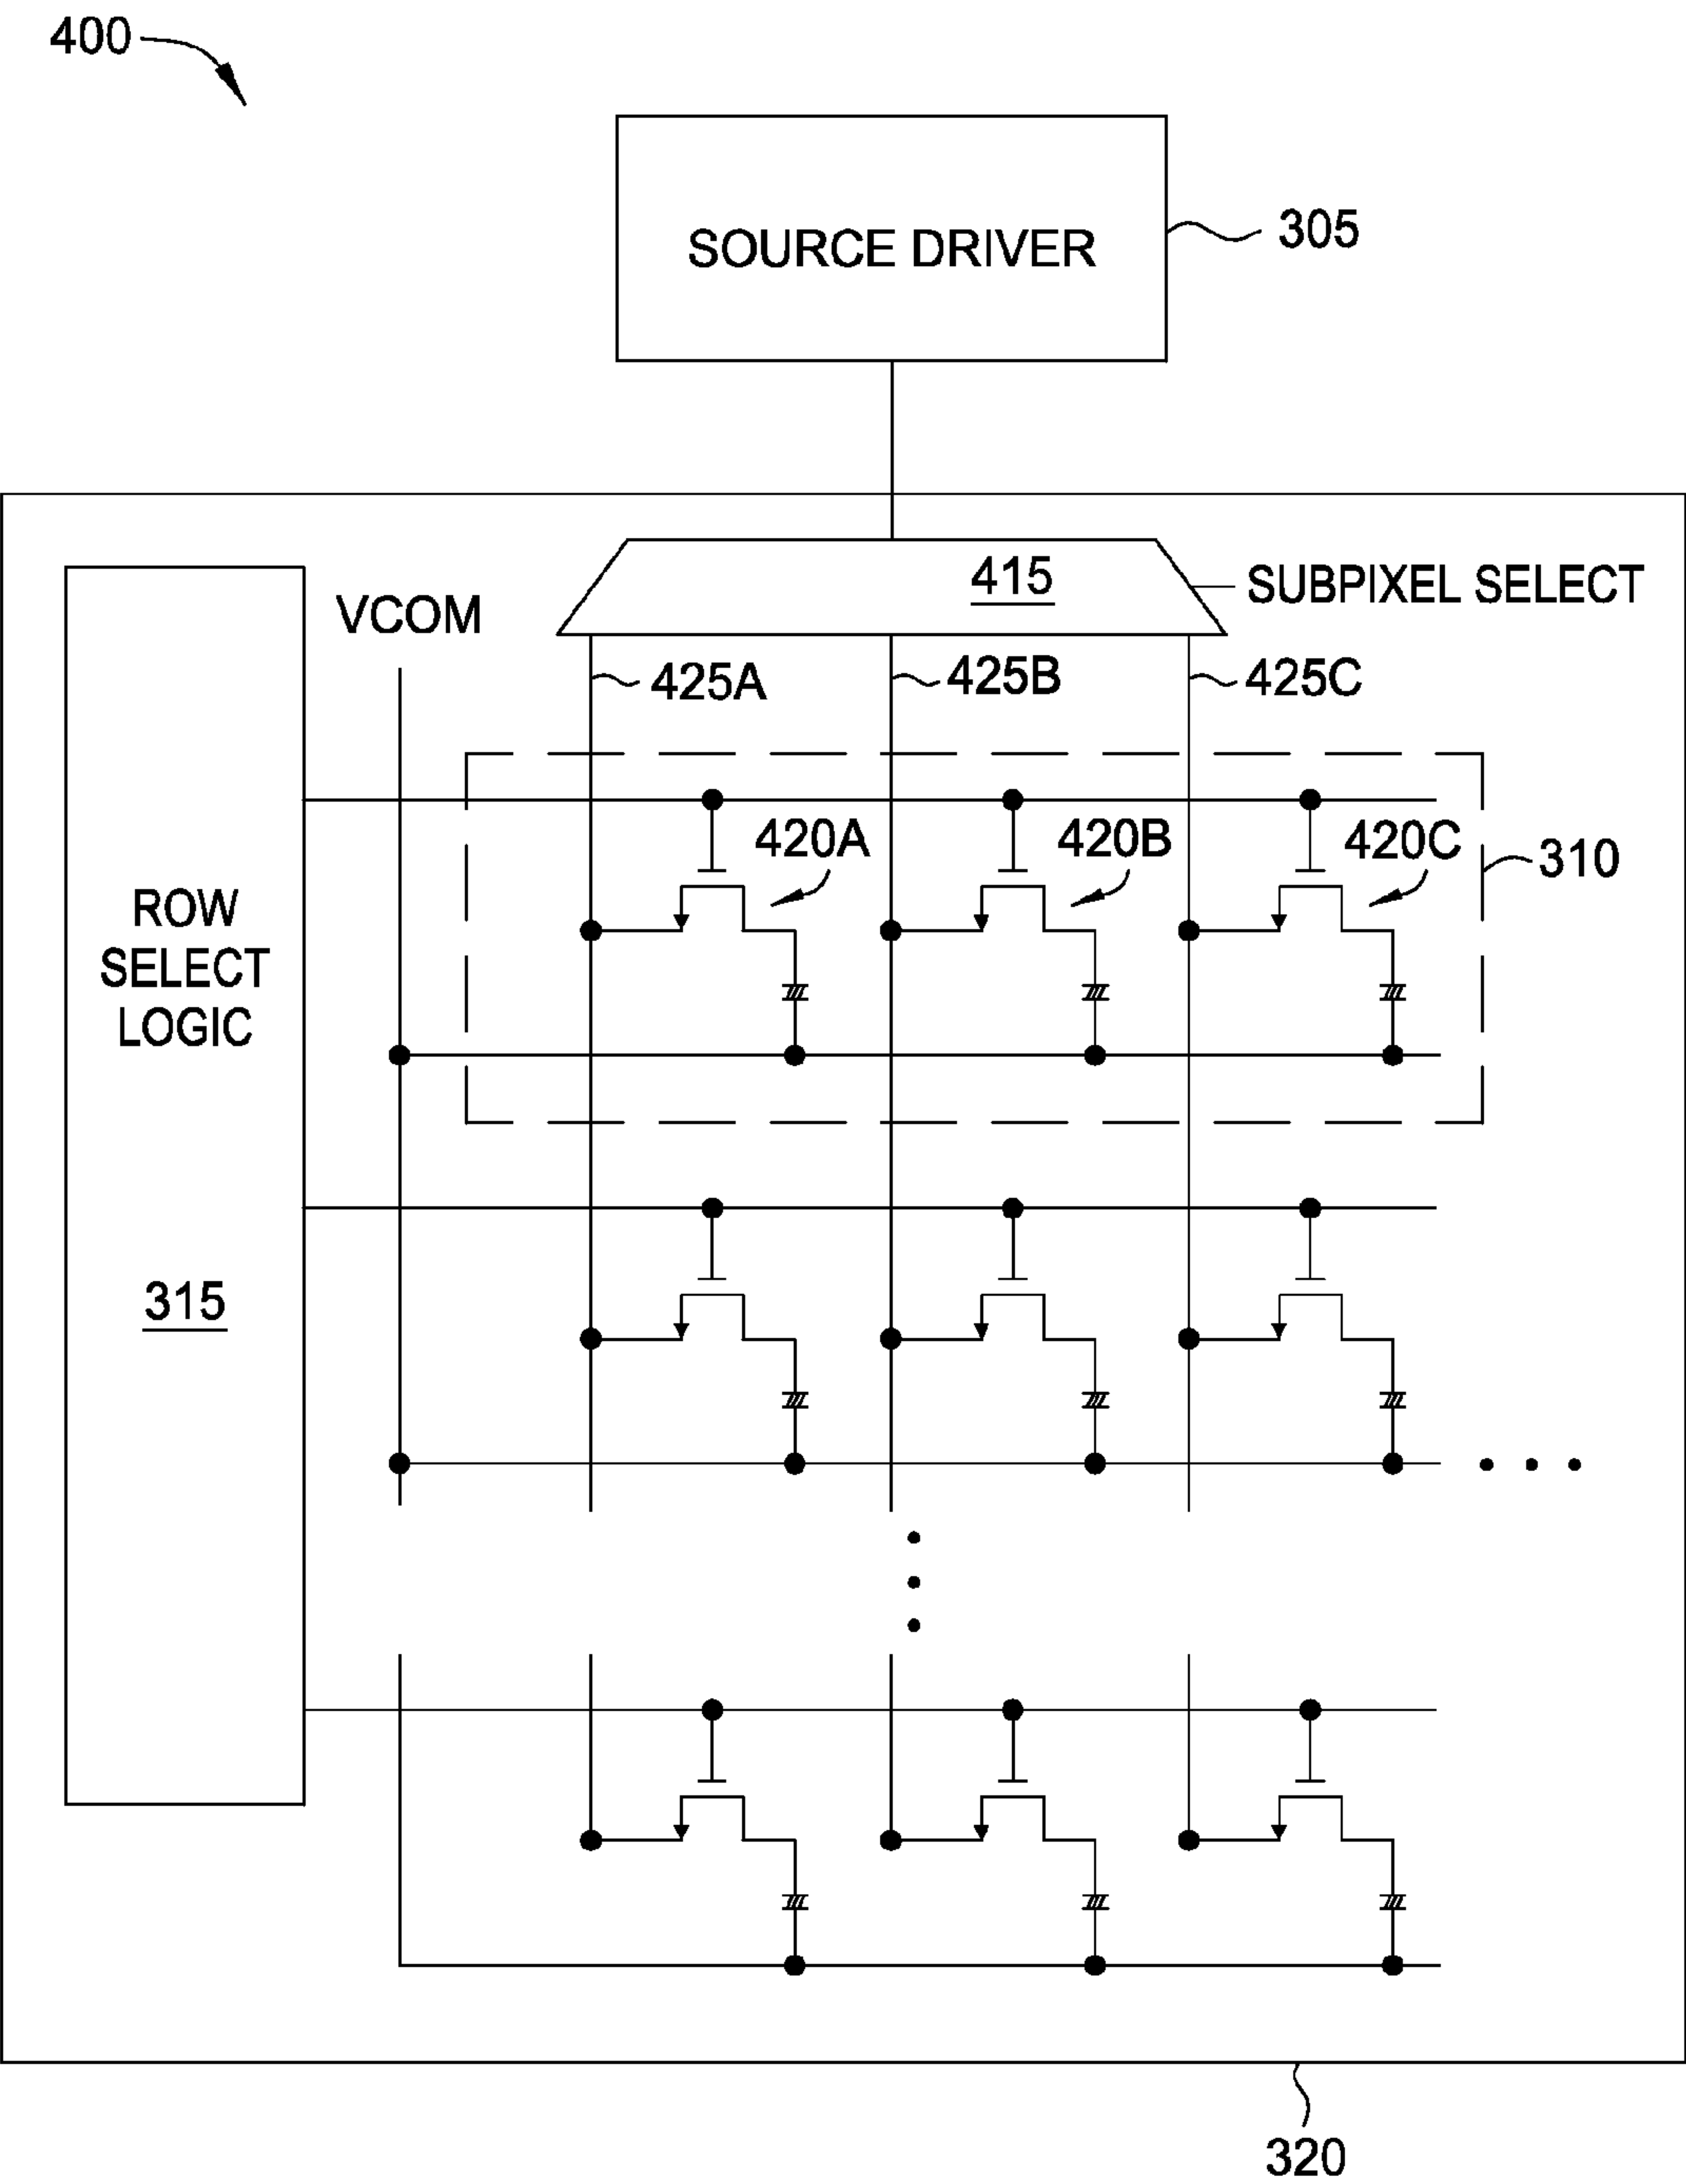 400
SOURCE DRIVER
305
415
SUBPIXEL SELECT
VCOM
425A
425B
425C
420A
420B
420C
310
ROW
SELECT
LOGIC
315
320